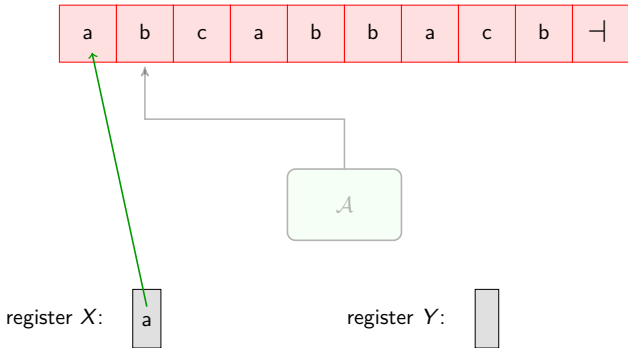 a b c a b b a c b ⊣
𝒜
register X: a register Y: